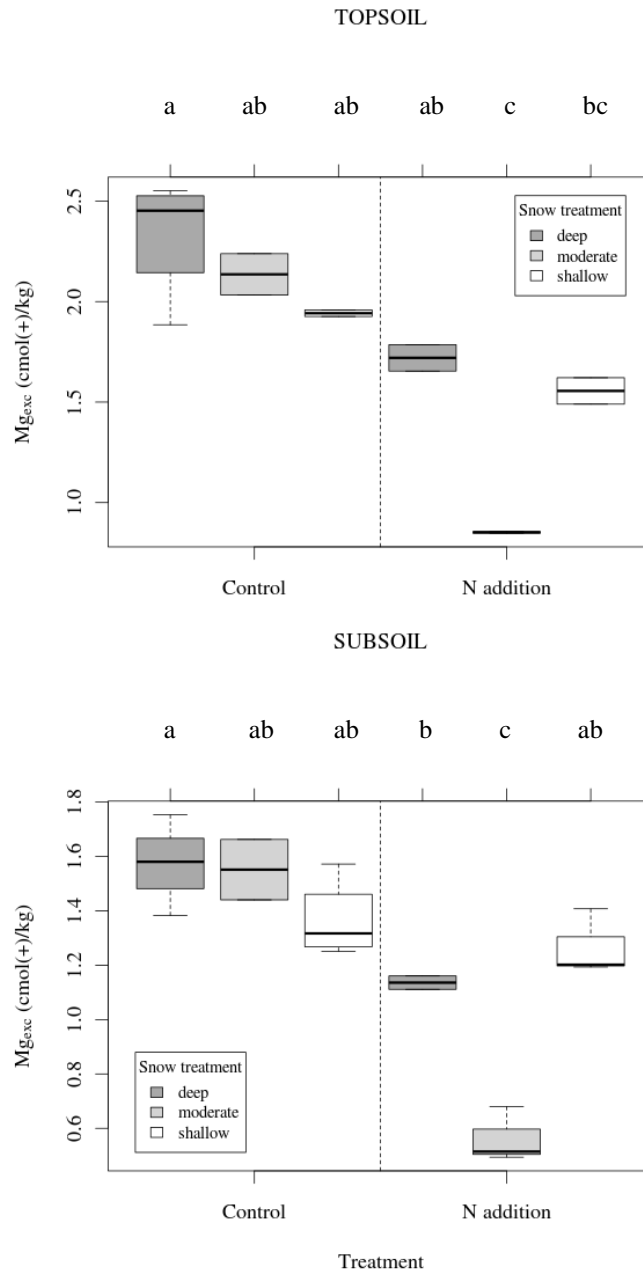 TOPSOIL
a ab ab ab c bc
2.5
2.0
1.5
1.0
Mgexc (cmol(+)/kg)
Snow treatment
deep
moderate
shallow
Control N addition
SUBSOIL
a ab ab b c ab
1.8
1.6
1.4
1.2
1.0
0.8
0.6
Mgexc (cmol(+)/kg)
Snow treatment
deep
moderate
shallow
Control N addition
Treatment